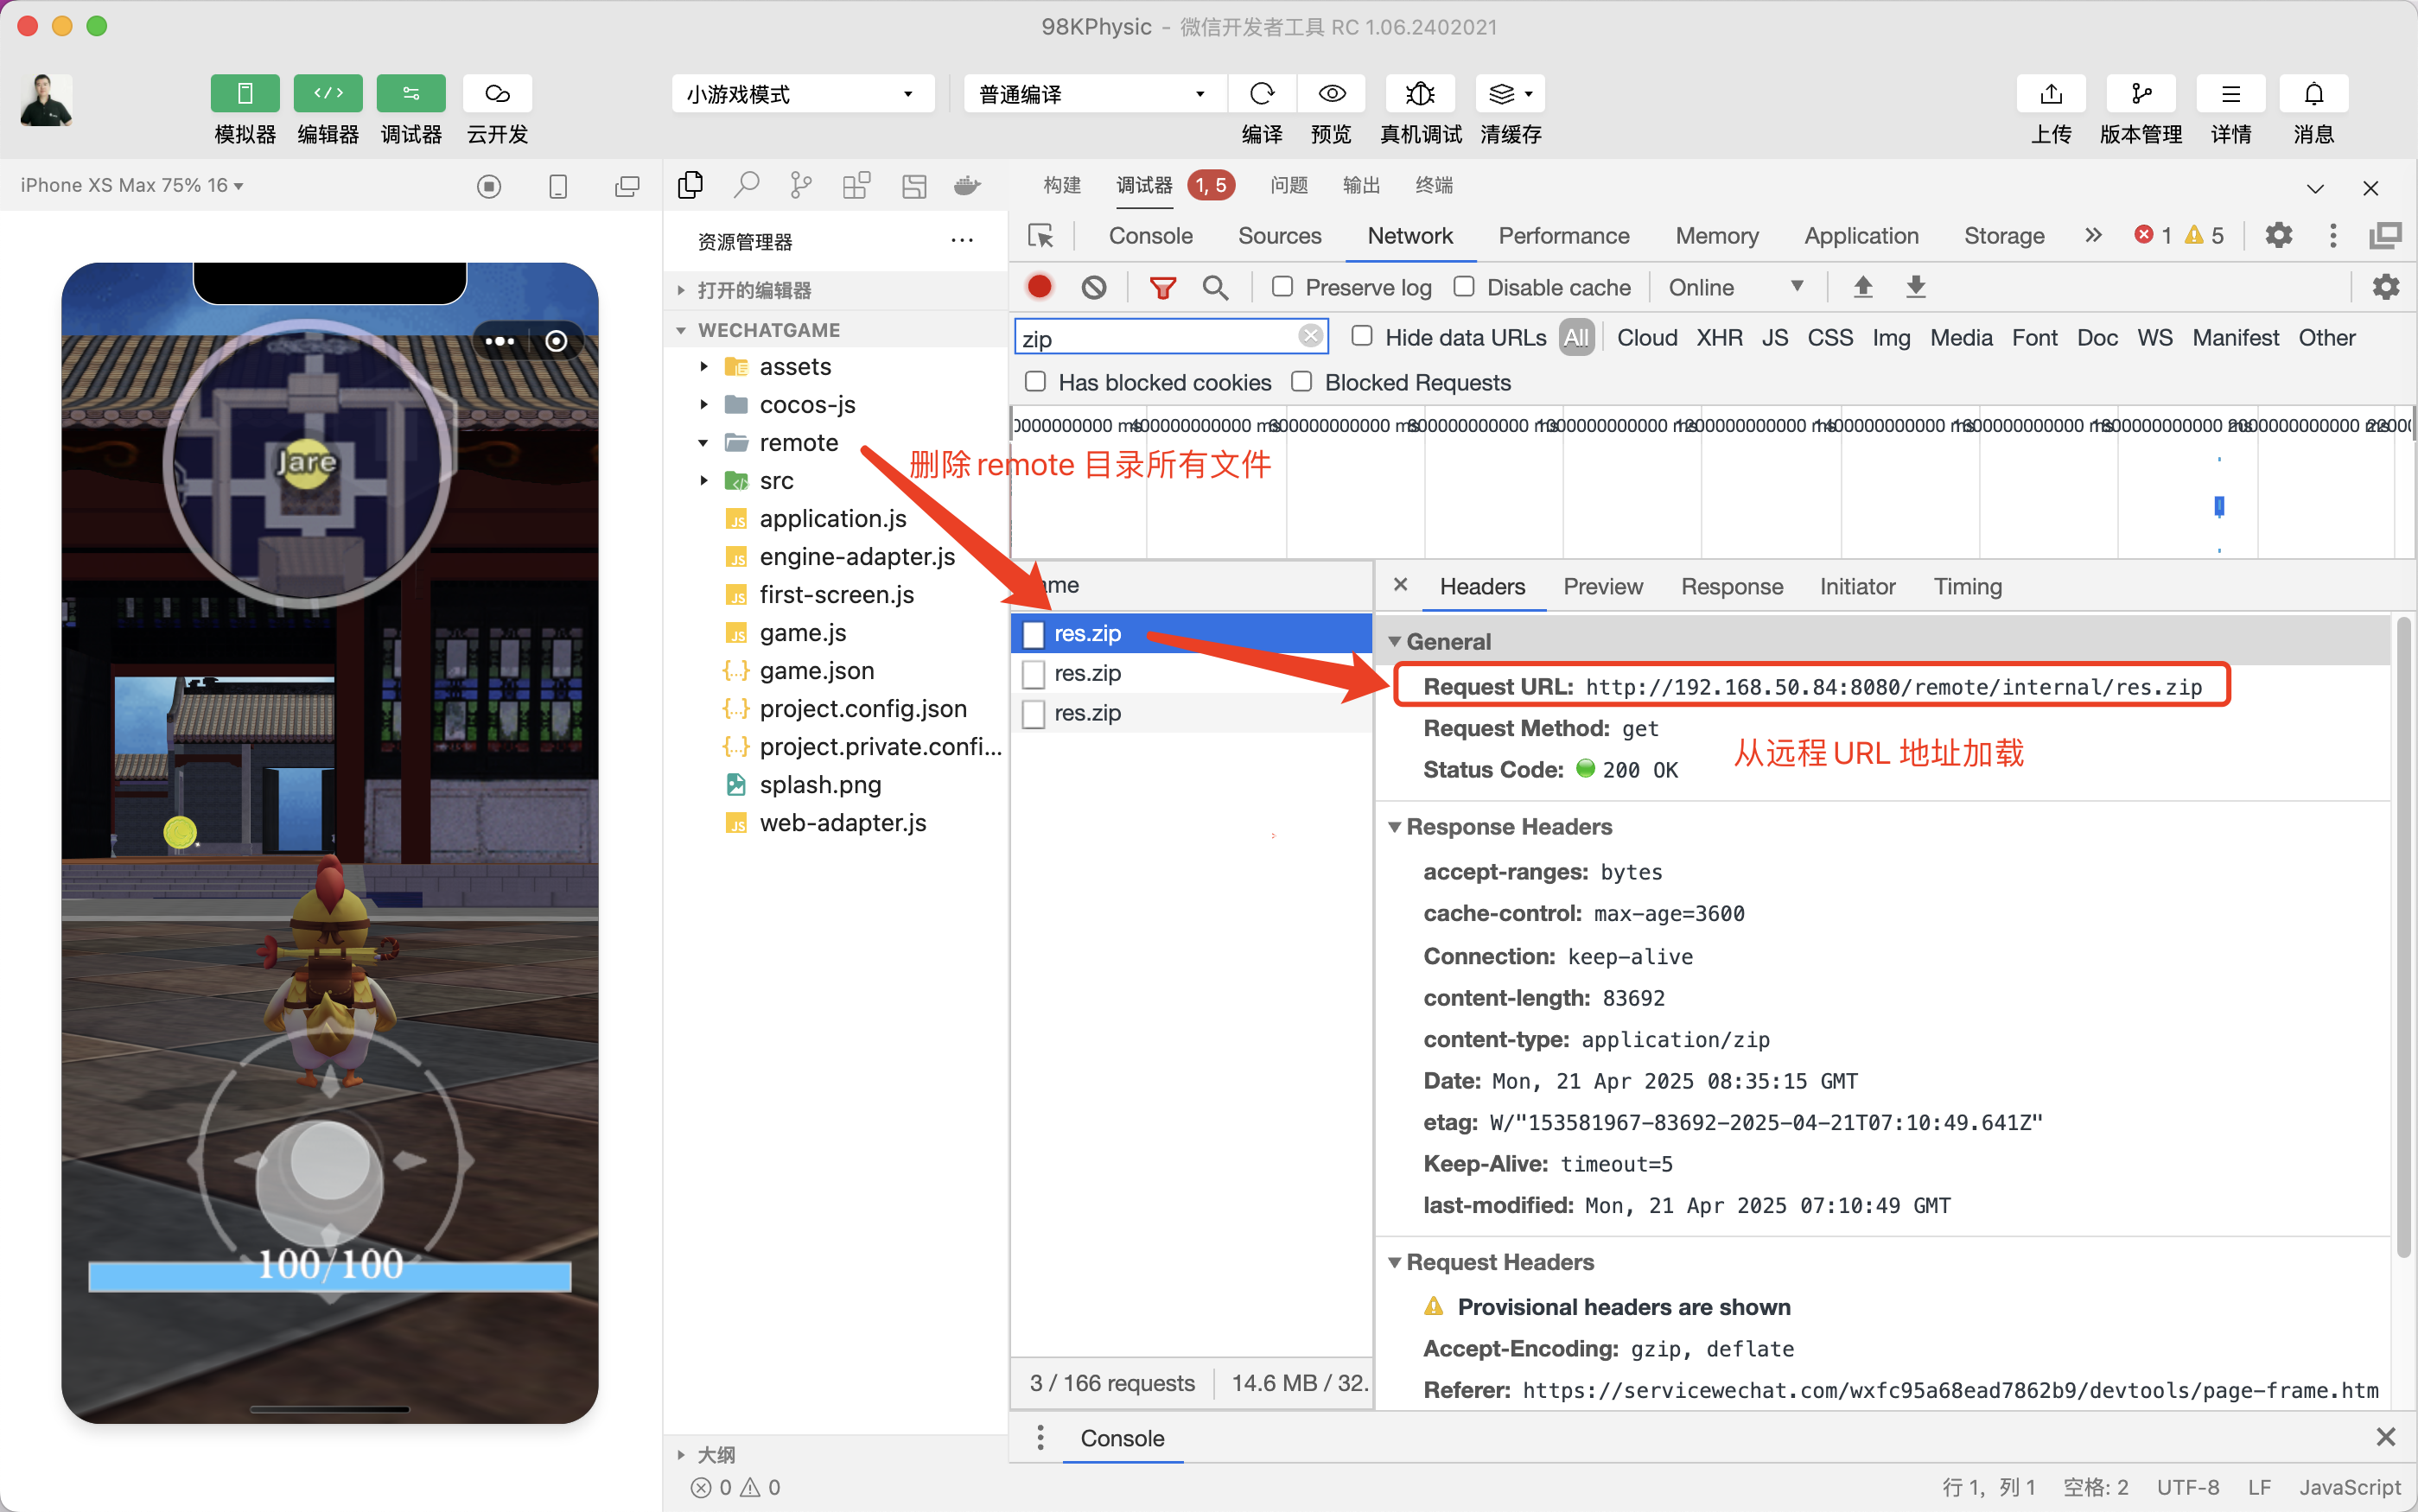 98KPhysic - 微信开发者工具 RC 1.06.2402021
模拟器 编辑器 调试器 云开发
小游戏模式 普通编译
编译 预览 真机调试 清缓存
上传 版本管理 详情 消息
iPhone XS Max 75% 16
Jare
100/100
资源管理器
打开的编辑器
WECHATGAME
assets
cocos-js
remote
src
application.js
engine-adapter.js
first-screen.js
game.js
game.json
project.config.json
project.private.confi...
splash.png
web-adapter.js
大纲
0 0
删除remote 目录所有文件
构建 调试器 1, 5 问题 输出 终端
Console Sources Network Performance Memory Application Storage 1 5
Preserve log Disable cache Online
zip Hide data URLs All Cloud XHR JS CSS Img Media Font Doc WS Manifest Other
Has blocked cookies Blocked Requests
ame
res.zip
res.zip
res.zip
3 / 166 requests 14.6 MB / 32.
Headers Preview Response Initiator Timing
General
Request URL: http://192.168.50.84:8080/remote/internal/res.zip
Request Method: get
Status Code: 200 OK
从远程URL 地址加载
Response Headers
accept-ranges: bytes
cache-control: max-age=3600
Connection: keep-alive
content-length: 83692
content-type: application/zip
Date: Mon, 21 Apr 2025 08:35:15 GMT
etag: W/"153581967-83692-2025-04-21T07:10:49.641Z"
Keep-Alive: timeout=5
last-modified: Mon, 21 Apr 2025 07:10:49 GMT
Request Headers
Provisional headers are shown
Accept-Encoding: gzip, deflate
Referer: https://servicewechat.com/wxfc95a68ead7862b9/devtools/page-frame.htm
Console
行 1，列 1 空格: 2 UTF-8 LF JavaScript